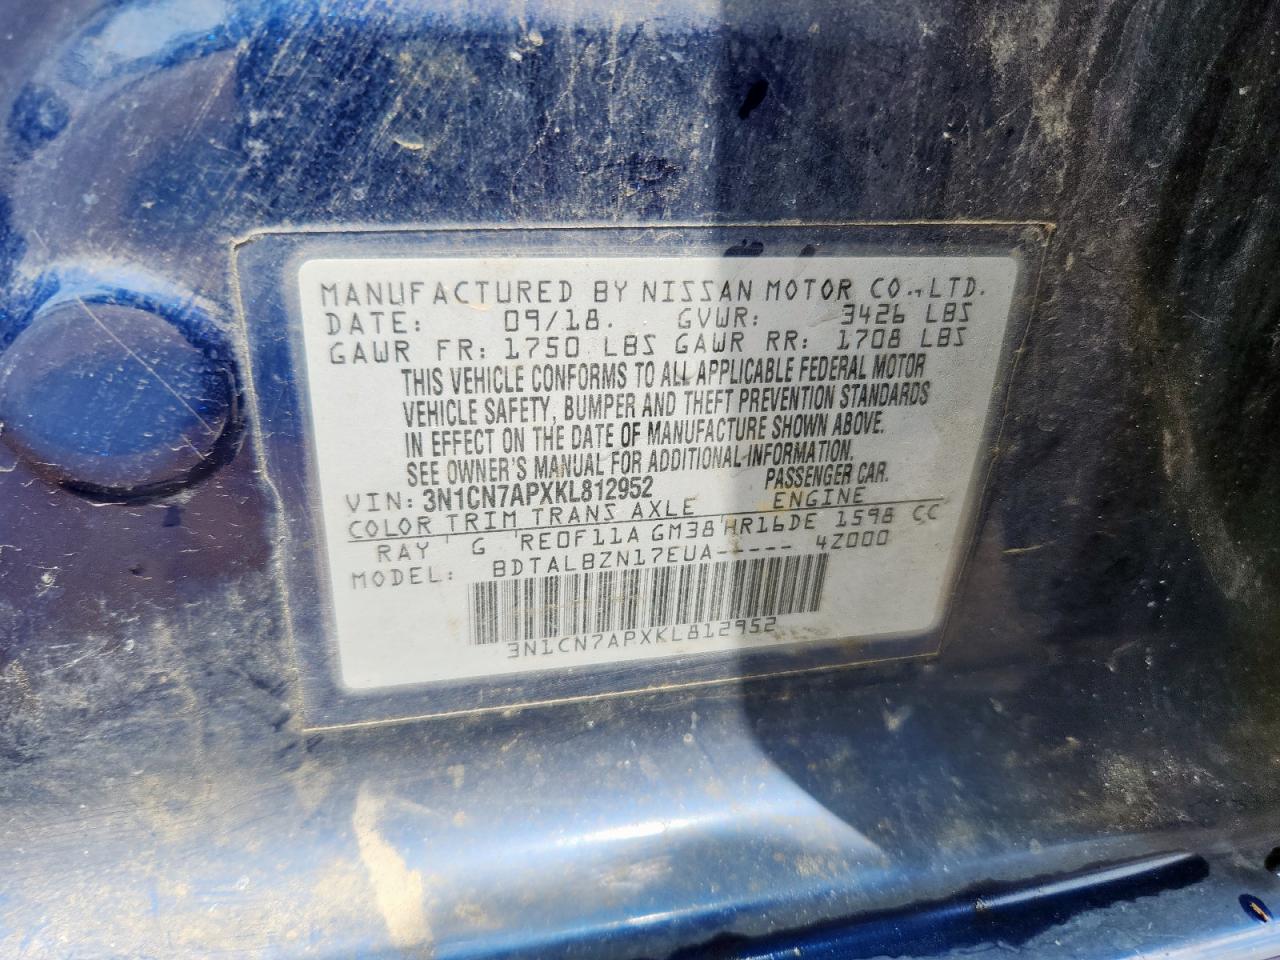 MANUFACTURED BY NISSAN MOTOR CO.,LTD.
DATE: 09/18. GVWR: 3426 LBS
GAWR FR: 1750 LBS GAWR RR: 1708 LBS
THIS VEHICLE CONFORMS TO ALL APPLICABLE FEDERAL MOTOR
VEHICLE SAFETY, BUMPER AND THEFT PREVENTION STANDARDS
IN EFFECT ON THE DATE OF MANUFACTURE SHOWN ABOVE.
SEE OWNER'S MANUAL FOR ADDITIONAL INFORMATION.
VIN: 3N1CN7APXKL812952 PASSENGER CAR.
COLOR TRIM TRANS AXLE ENGINE
RAY G RE0F11A GM38 HR16DE 1598 CC
MODEL: BDTALBZN17EUA----- 4Z000
3N1CN7APXKL812952